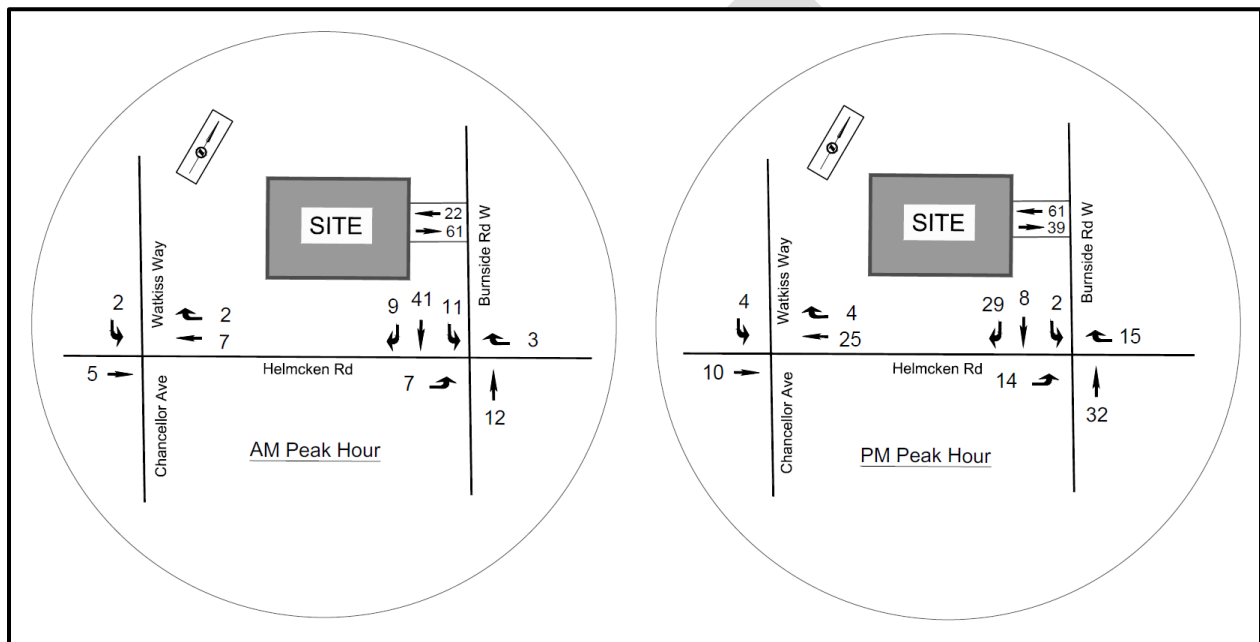 SITE
22
61
Watkiss Way
Burnside Rd W
2
2
7
9
41
11
3
5
Helmcken Rd
7
12
Chancellor Ave
AM Peak Hour
SITE
61
39
Watkiss Way
Burnside Rd W
4
4
25
29
8
2
15
10
Helmcken Rd
14
32
Chancellor Ave
PM Peak Hour